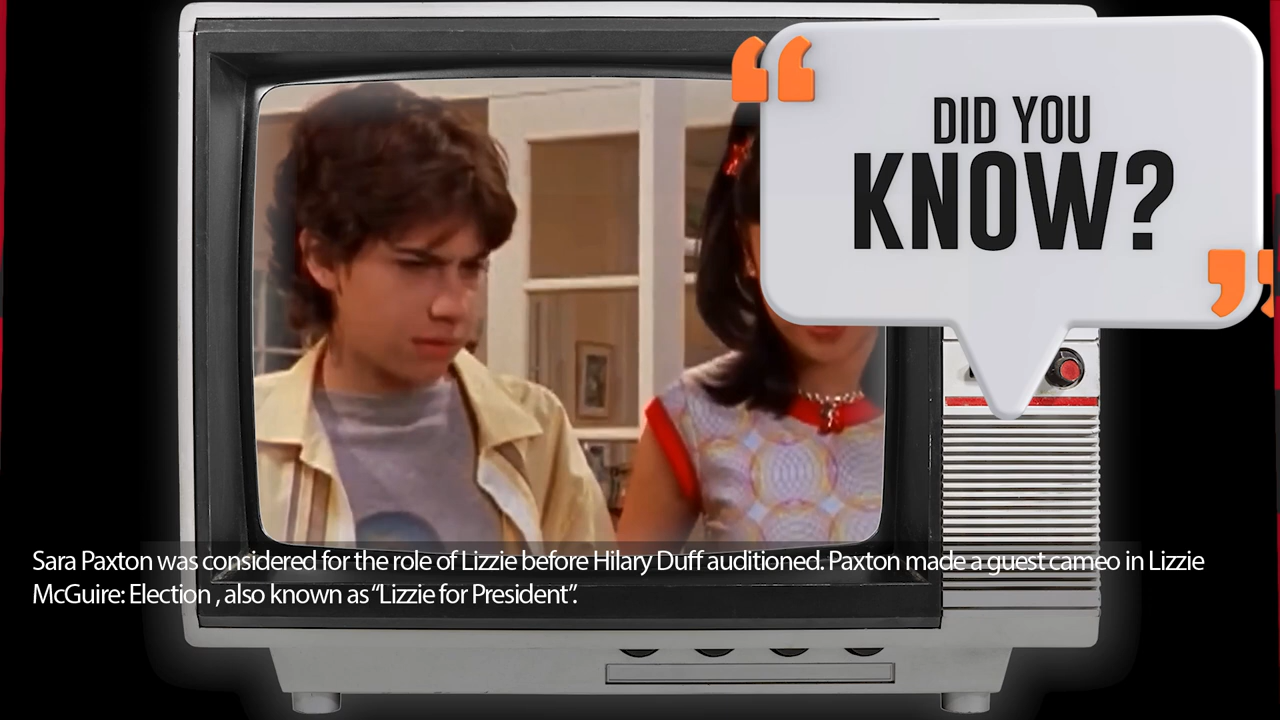 DID YOU
KNOW?
Sara Paxton was considered for the role of Lizzie before Hilary Duff auditioned. Paxton made a guest cameo in Lizzie
McGuire: Election , also known as “Lizzie for President”.